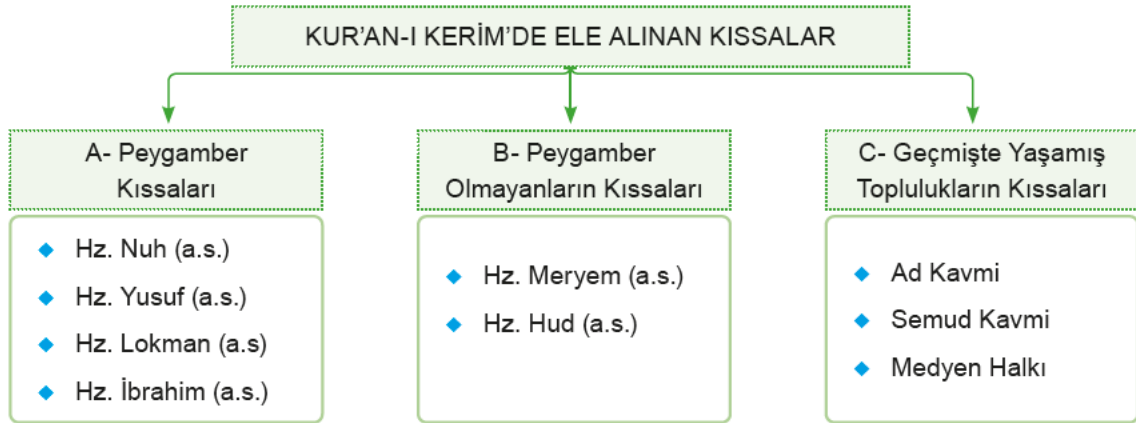 KUR’AN-I KERİM’DE ELE ALINAN KISSALAR
A- Peygamber
Kıssaları
Hz. Nuh (a.s.)
Hz. Yusuf (a.s.)
Hz. Lokman (a.s)
Hz. İbrahim (a.s.)
B- Peygamber
Olmayanların Kıssaları
Hz. Meryem (a.s.)
Hz. Hud (a.s.)
C- Geçmişte Yaşamış
Toplulukların Kıssaları
Ad Kavmi
Semud Kavmi
Medyen Halkı